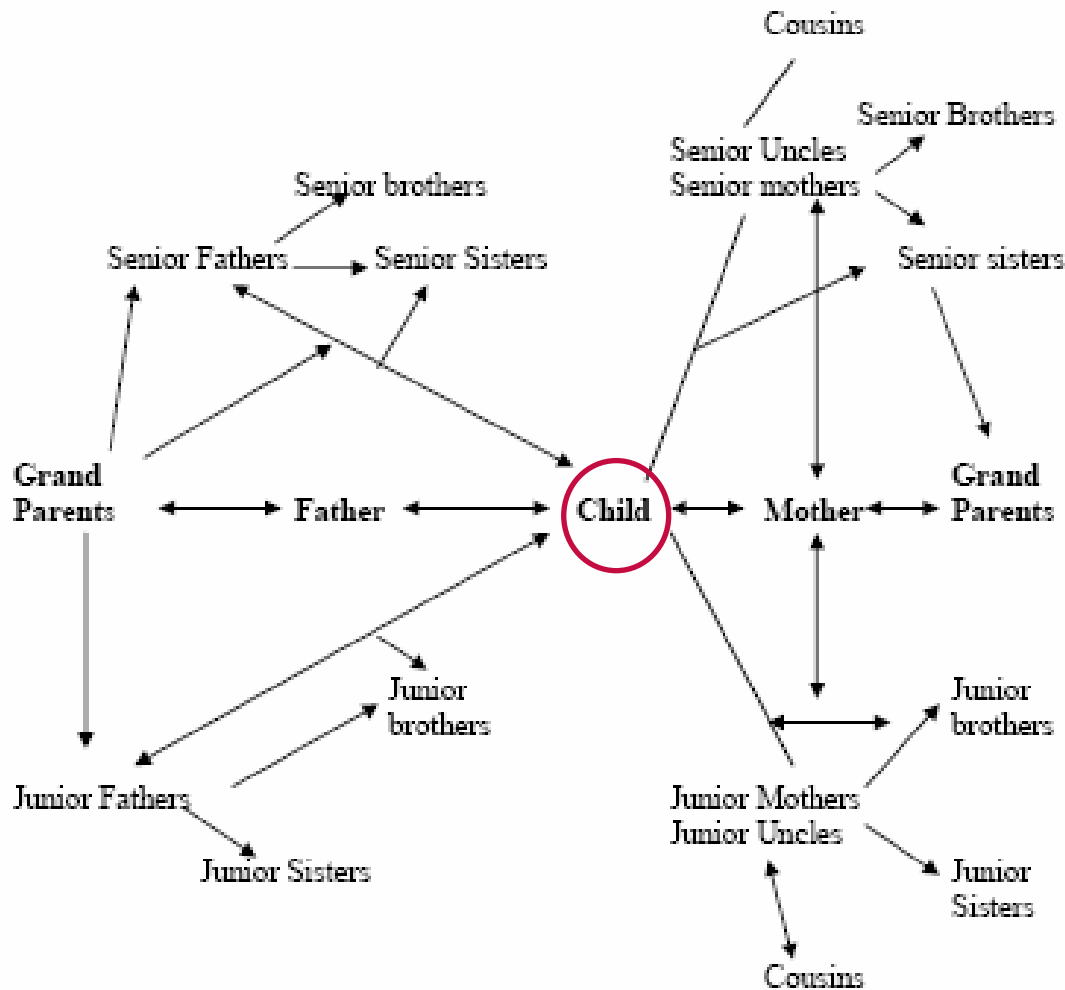 Cousins
Senior Brothers
Senior Uncles
Senior mothers
Senior brothers
Senior Fathers
Senior Sisters
Senior sisters
Grand
Parents
Father
Child
Mother
Grand
Parents
Junior
brothers
Junior
brothers
Junior Fathers
Junior Mothers
Junior Uncles
Junior Sisters
Junior
Sisters
Cousins